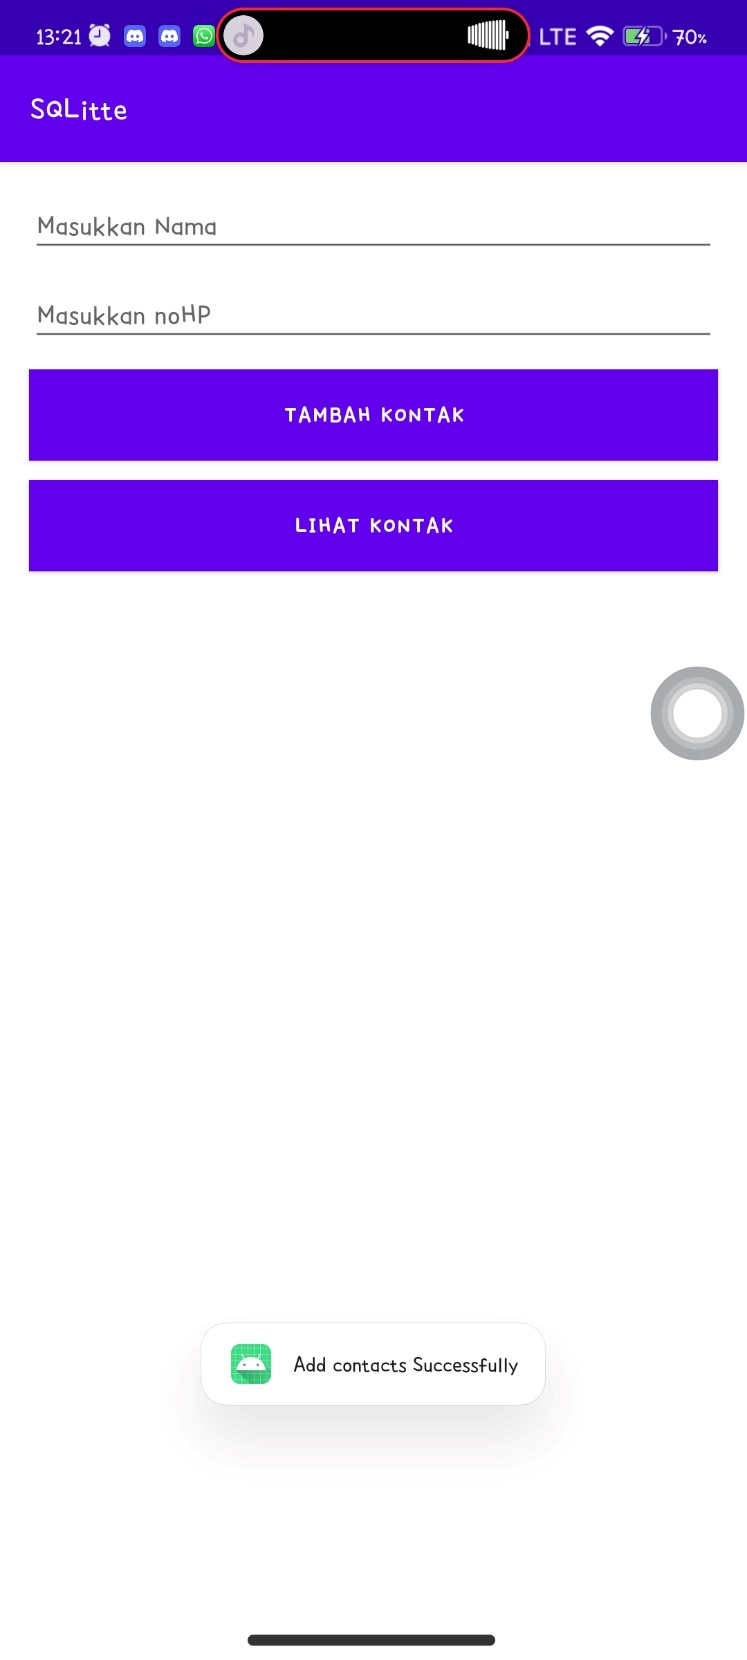 13:21 LTE 70%
SQLitte
Masukkan Nama
Masukkan noHP
TAMBAH KONTAK
LIHAT KONTAK
Add contacts Successfully